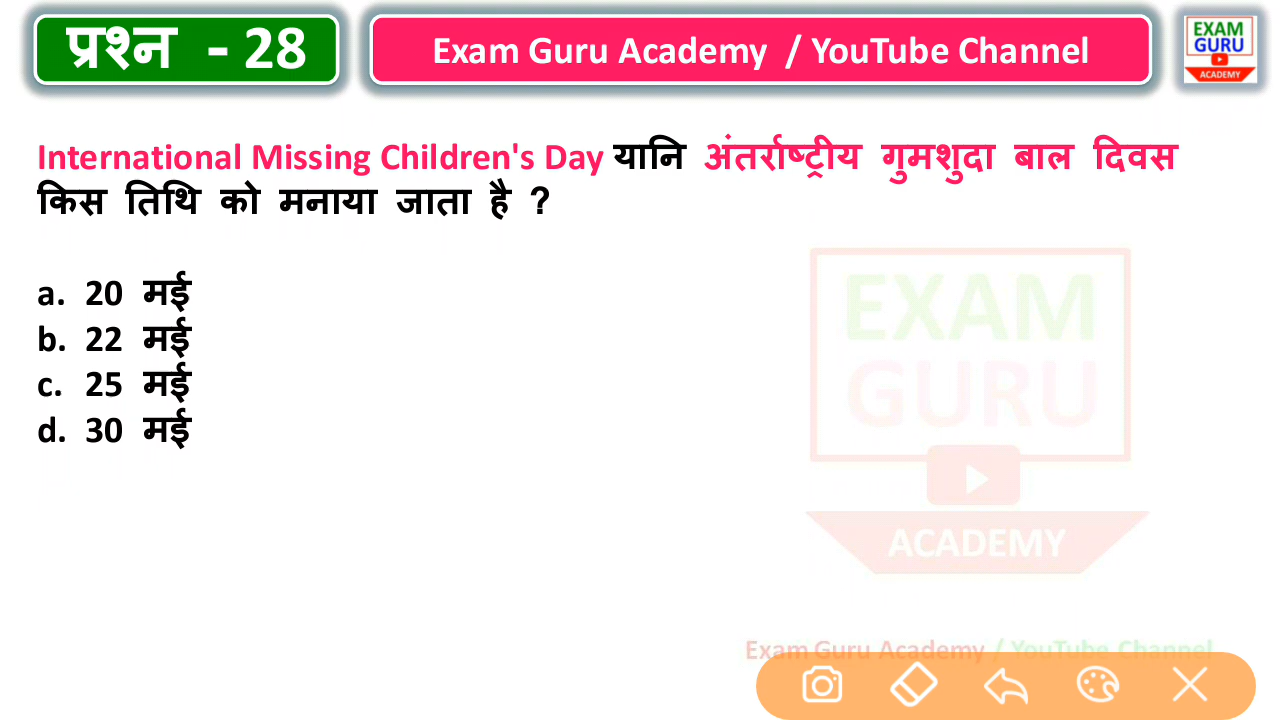 प्रश्न - 28
Exam Guru Academy / YouTube Channel
EXAM
GURU
ACADEMY
International Missing Children's Day यानि अंतर्राष्ट्रीय गुमशुदा बाल दिवस
किस तिथि को मनाया जाता है ?
a. 20 मई
b. 22 मई
c. 25 मई
d. 30 मई
EXAM
GURU
ACADEMY
Exam Guru Academy / YouTube Channel